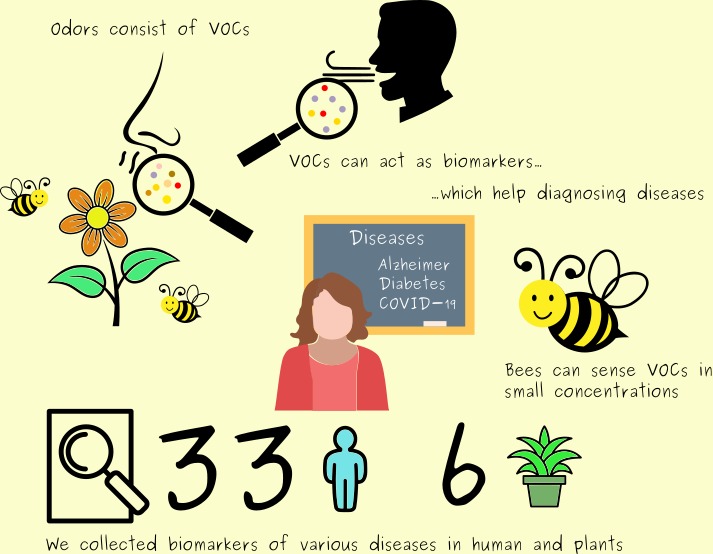 Odors consist of VOCs
VOCs can act as biomarkers...
...which help diagnosing diseases
Diseases
Alzheimer
Diabetes
COVID-19
Bees can sense VOCs in
small concentrations
33
6
We collected biomarkers of various diseases in human and plants